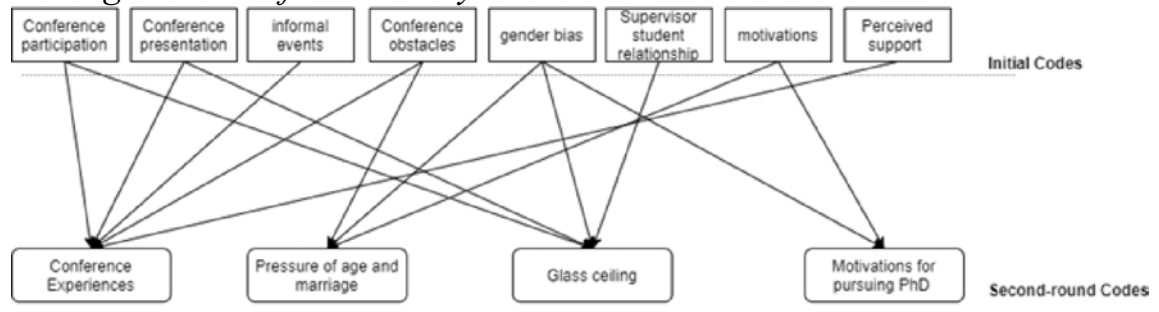 Conference
participation
Conference
presentation
informal
events
Conference
obstacles
gender bias
Supervisor
student
relationship
motivations
Perceived
support
Initial Codes
Conference
Experiences
Pressure of age and
marriage
Glass ceiling
Motivations for
pursuing PhD
Second-round Codes